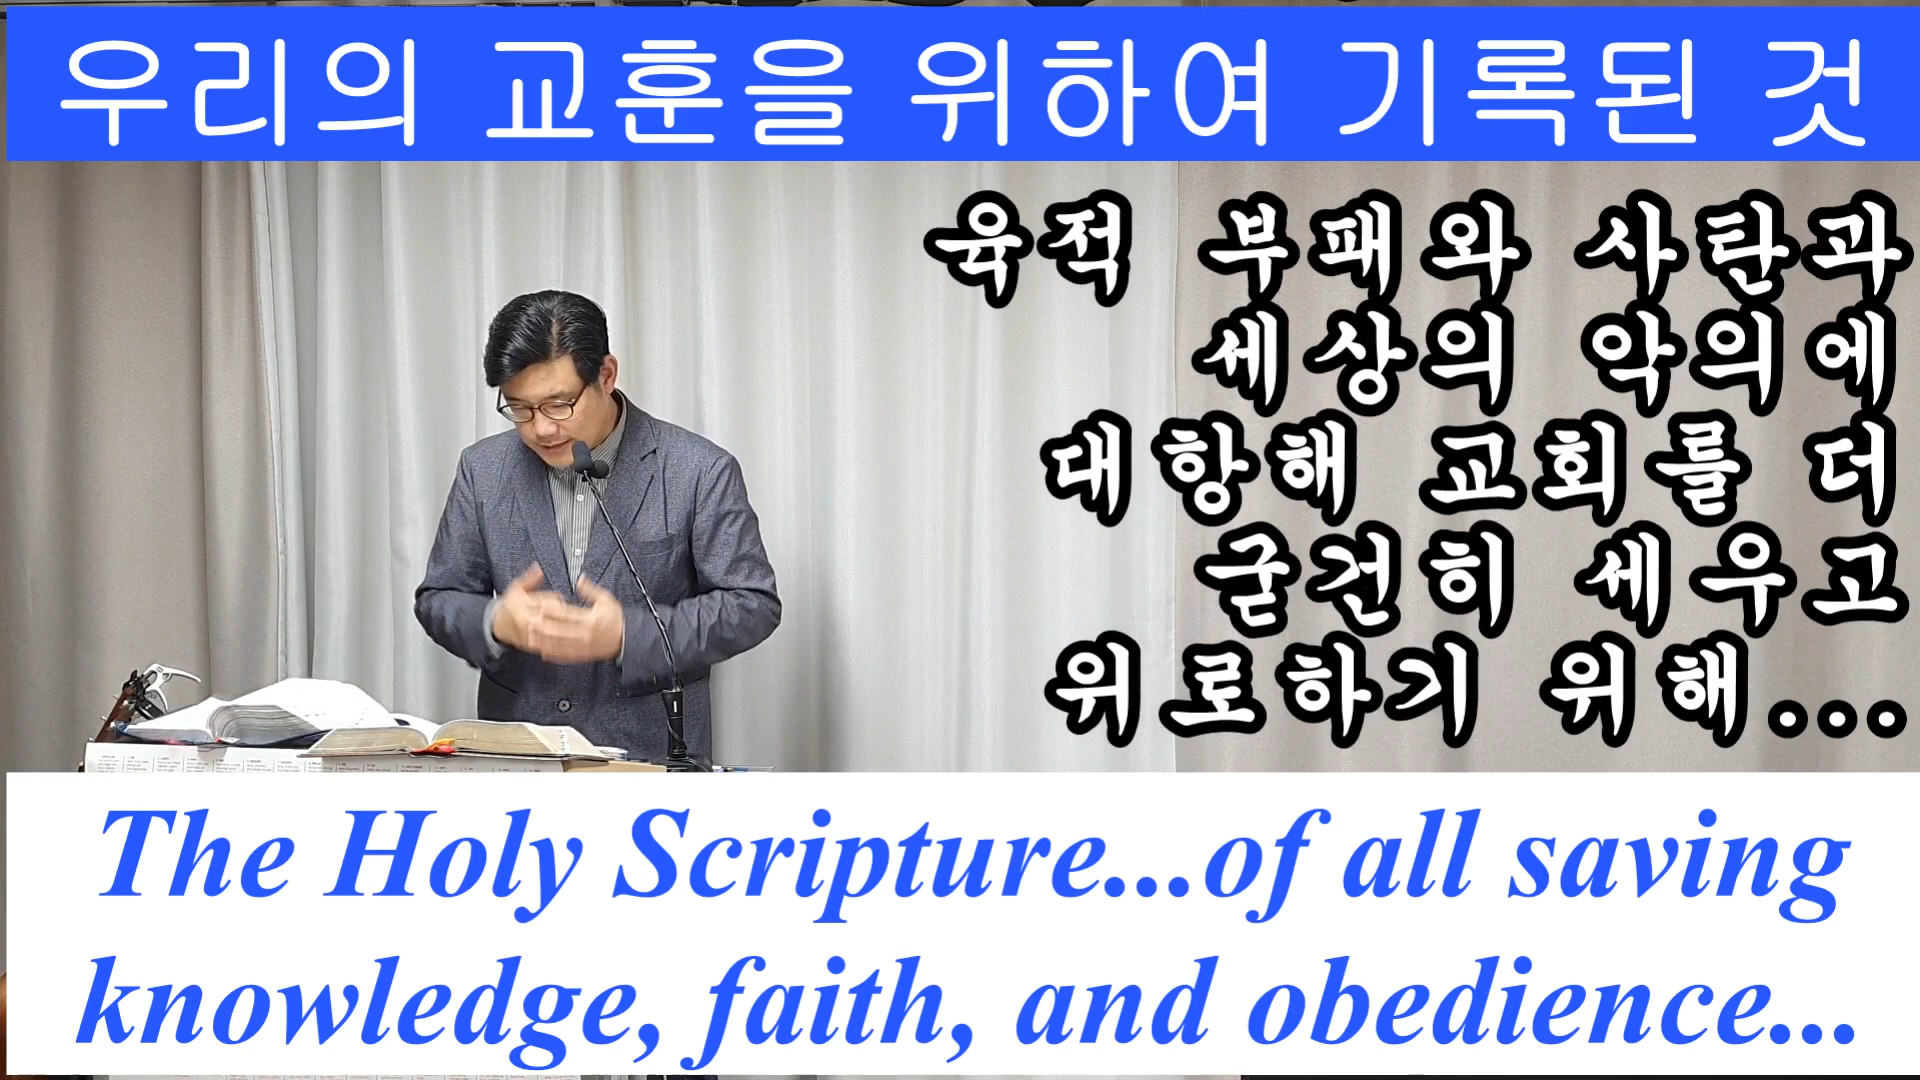 우리의 교훈을 위하여 기록된 것
육적 부패와 사탄과
세상의 악의에
대항해 교회를 더
굳건히 세우고
위로하기 위해...
The Holy Scripture...of all saving
knowledge, faith, and obedience...